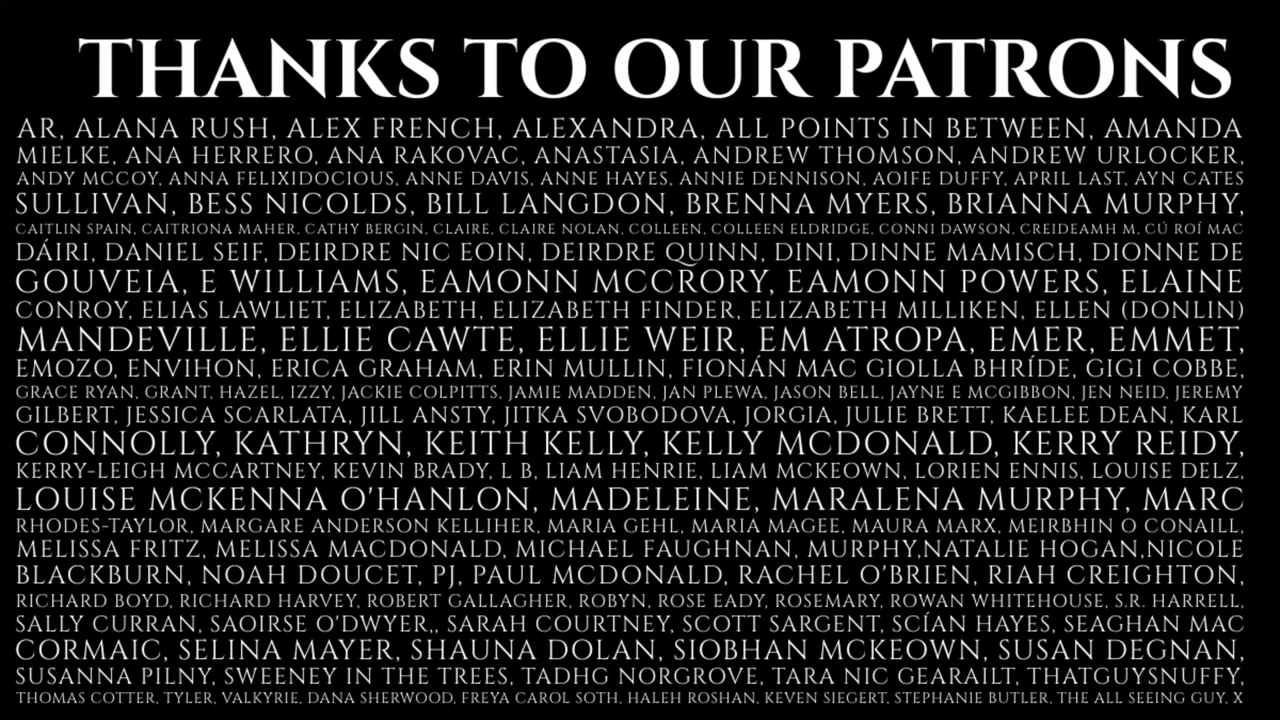 THANKS TO OUR PATRONS
AR, ALANA RUSH, ALEX FRENCH, ALEXANDRA, ALL POINTS IN BETWEEN, AMANDA
MIELKE, ANA HERRERO, ANA RAKOVAC, ANASTASIA, ANDREW THOMSON, ANDREW URLOCKER,
ANDY MCCOY, ANNA FELIXIDOCIOUS, ANNE DAVIS, ANNE HAYES, ANNIE DENNISON, AOIFE DUFFY, APRIL LAST, AYN CATES
SULLIVAN, BESS NICOLDS, BILL LANGDON, BRENNA MYERS, BRIANNA MURPHY,
CAITLIN SPAIN, CAITRIONA MAHER, CATHY BERGIN, CLAIRE, CLAIRE NOLAN, COLLEEN, COLLEEN ELDRIDGE, CONNI DAWSON, CREIDEAMH M, CÚ ROÍ MAC
DÁIRI, DANIEL SEIF, DEIRDRE NIC EOIN, DEIRDRE QUINN, DINI, DINNE MAMISCH, DIONNE DE
GOUVEIA, E WILLIAMS, EAMONN MCCRORY, EAMONN POWERS, ELAINE
CONROY, ELIAS LAWLIET, ELIZABETH, ELIZABETH FINDER, ELIZABETH MILLIKEN, ELLEN (DONLIN)
MANDEVILLE, ELLIE CAWTE, ELLIE WEIR, EM ATROPA, EMER, EMMET,
EMOZO, ENVIHON, ERICA GRAHAM, ERIN MULLIN, FIONÁN MAC GIOLLA BHRÍDE, GIGI COBBE,
GRACE RYAN, GRANT, HAZEL, IZZY, JACKIE COLPITTS, JAMIE MADDEN, JAN PLEWA, JASON BELL, JAYNE E MCGIBBON, JEN NEID, JEREMY
GILBERT, JESSICA SCARLATA, JILL ANSTY, JITKA SVOBODOVA, JORGIA, JULIE BRETT, KAELEE DEAN, KARL
CONNOLLY, KATHRYN, KEITH KELLY, KELLY MCDONALD, KERRY REIDY,
KERRY-LEIGH MCCARTNEY, KEVIN BRADY, L B, LIAM HENRIE, LIAM MCKEOWN, LORIEN ENNIS, LOUISE DELZ,
LOUISE MCKENNA O'HANLON, MADELEINE, MARALENA MURPHY, MARC
RHODES-TAYLOR, MARGARE ANDERSON KELLIHER, MARIA GEHL, MARIA MAGEE, MAURA MARX, MEIRBHIN O CONAILL,
MELISSA FRITZ, MELISSA MACDONALD, MICHAEL FAUGHNAN, MURPHY,NATALIE HOGAN,NICOLE
BLACKBURN, NOAH DOUCET, PJ, PAUL MCDONALD, RACHEL O'BRIEN, RIAH CREIGHTON,
RICHARD BOYD, RICHARD HARVEY, ROBERT GALLAGHER, ROBYN, ROSE EADY, ROSEMARY, ROWAN WHITEHOUSE, S.R. HARRELL,
SALLY CURRAN, SAOIRSE O'DWYER,, SARAH COURTNEY, SCOTT SARGENT, SCÍAN HAYES, SEAGHAN MAC
CORMAIC, SELINA MAYER, SHAUNA DOLAN, SIOBHAN MCKEOWN, SUSAN DEGNAN,
SUSANNA PILNY, SWEENEY IN THE TREES, TADHG NORGROVE, TARA NIC GEARAILT, THATGUYSNUFFY,
THOMAS COTTER, TYLER, VALKYRIE, DANA SHERWOOD, FREYA CAROL SOTH, HALEH ROSHAN, KEVEN SIEGERT, STEPHANIE BUTLER, THE ALL SEEING GUY, X